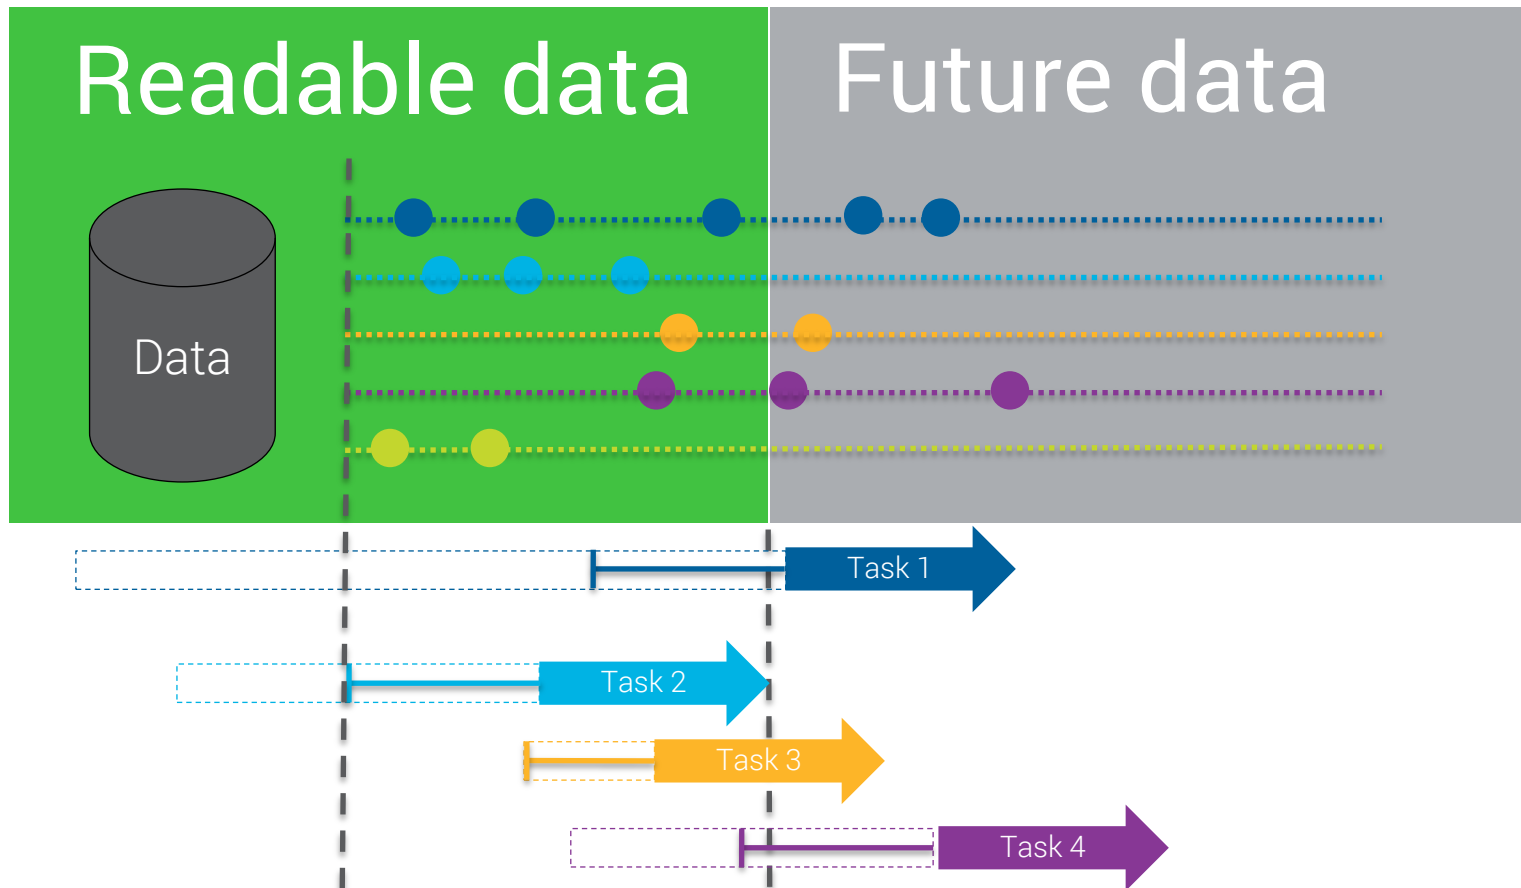 Readable data
Future data
Data
Task 1
Task 2
Task 3
Task 4